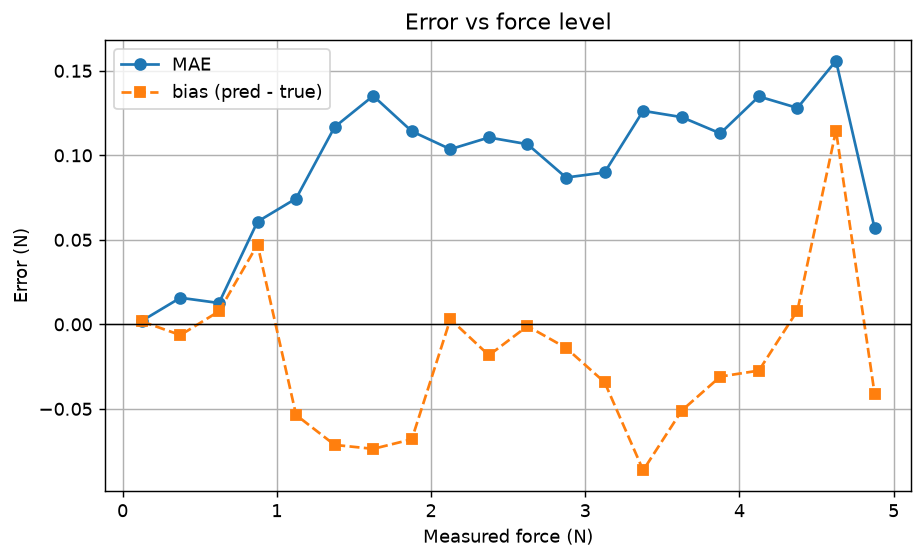 Error vs force level
MAE
bias (pred - true)
Error (N)
0.15
0.10
0.05
0.00
−0.05
0 1 2 3 4 5
Measured force (N)